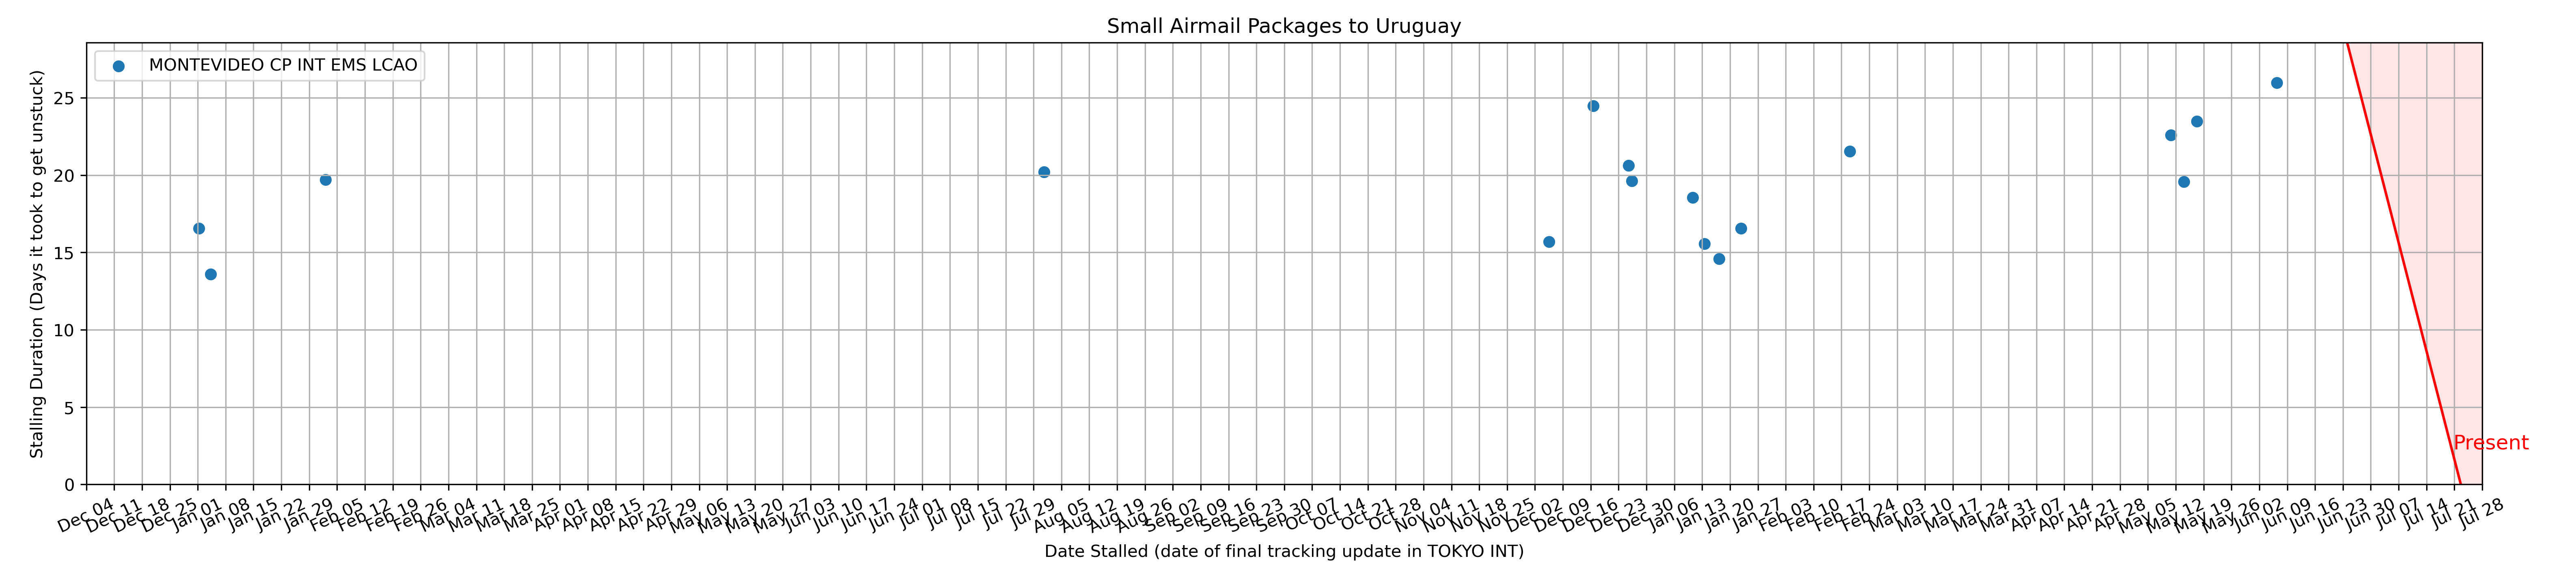 Small Airmail Packages to Uruguay
MONTEVIDEO CP INT EMS LCAO
Stalling Duration (Days it took to get unstuck)
25
20
15
10
5
0
Present
Dec 04
Dec 11
Dec 18
Dec 25
Jan 01
Jan 08
Jan 15
Jan 22
Jan 29
Feb 05
Feb 12
Feb 19
Feb 26
Mar 04
Mar 11
Mar 18
Mar 25
Apr 01
Apr 08
Apr 15
Apr 22
Apr 29
May 06
May 13
May 20
May 27
Jun 03
Jun 10
Jun 17
Jun 24
Jul 01
Jul 08
Jul 15
Jul 22
Jul 29
Aug 05
Aug 12
Aug 19
Aug 26
Sep 02
Sep 09
Sep 16
Sep 23
Sep 30
Oct 07
Oct 14
Oct 21
Oct 28
Nov 04
Nov 11
Nov 18
Nov 25
Dec 02
Dec 09
Dec 16
Dec 23
Dec 30
Jan 06
Jan 13
Jan 20
Jan 27
Feb 03
Feb 10
Feb 17
Feb 24
Mar 03
Mar 10
Mar 17
Mar 24
Mar 31
Apr 07
Apr 14
Apr 21
Apr 28
May 05
May 12
May 19
May 26
Jun 02
Jun 09
Jun 16
Jun 23
Jun 30
Jul 07
Jul 14
Jul 21
Jul 28
Date Stalled (date of final tracking update in TOKYO INT)